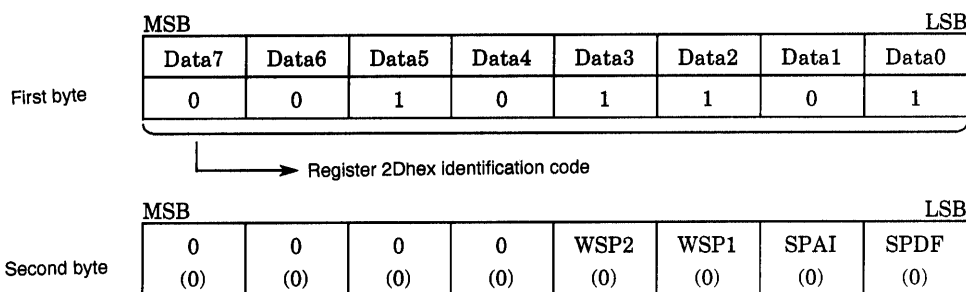 MSB LSB
Data7 Data6 Data5 Data4 Data3 Data2 Data1 Data0
First byte 0 0 1 0 1 1 0 1
Register 2Dhex identification code
MSB LSB
0 0 0 0 WSP2 WSP1 SPAI SPDF
Second byte (0) (0) (0) (0) (0) (0) (0) (0)